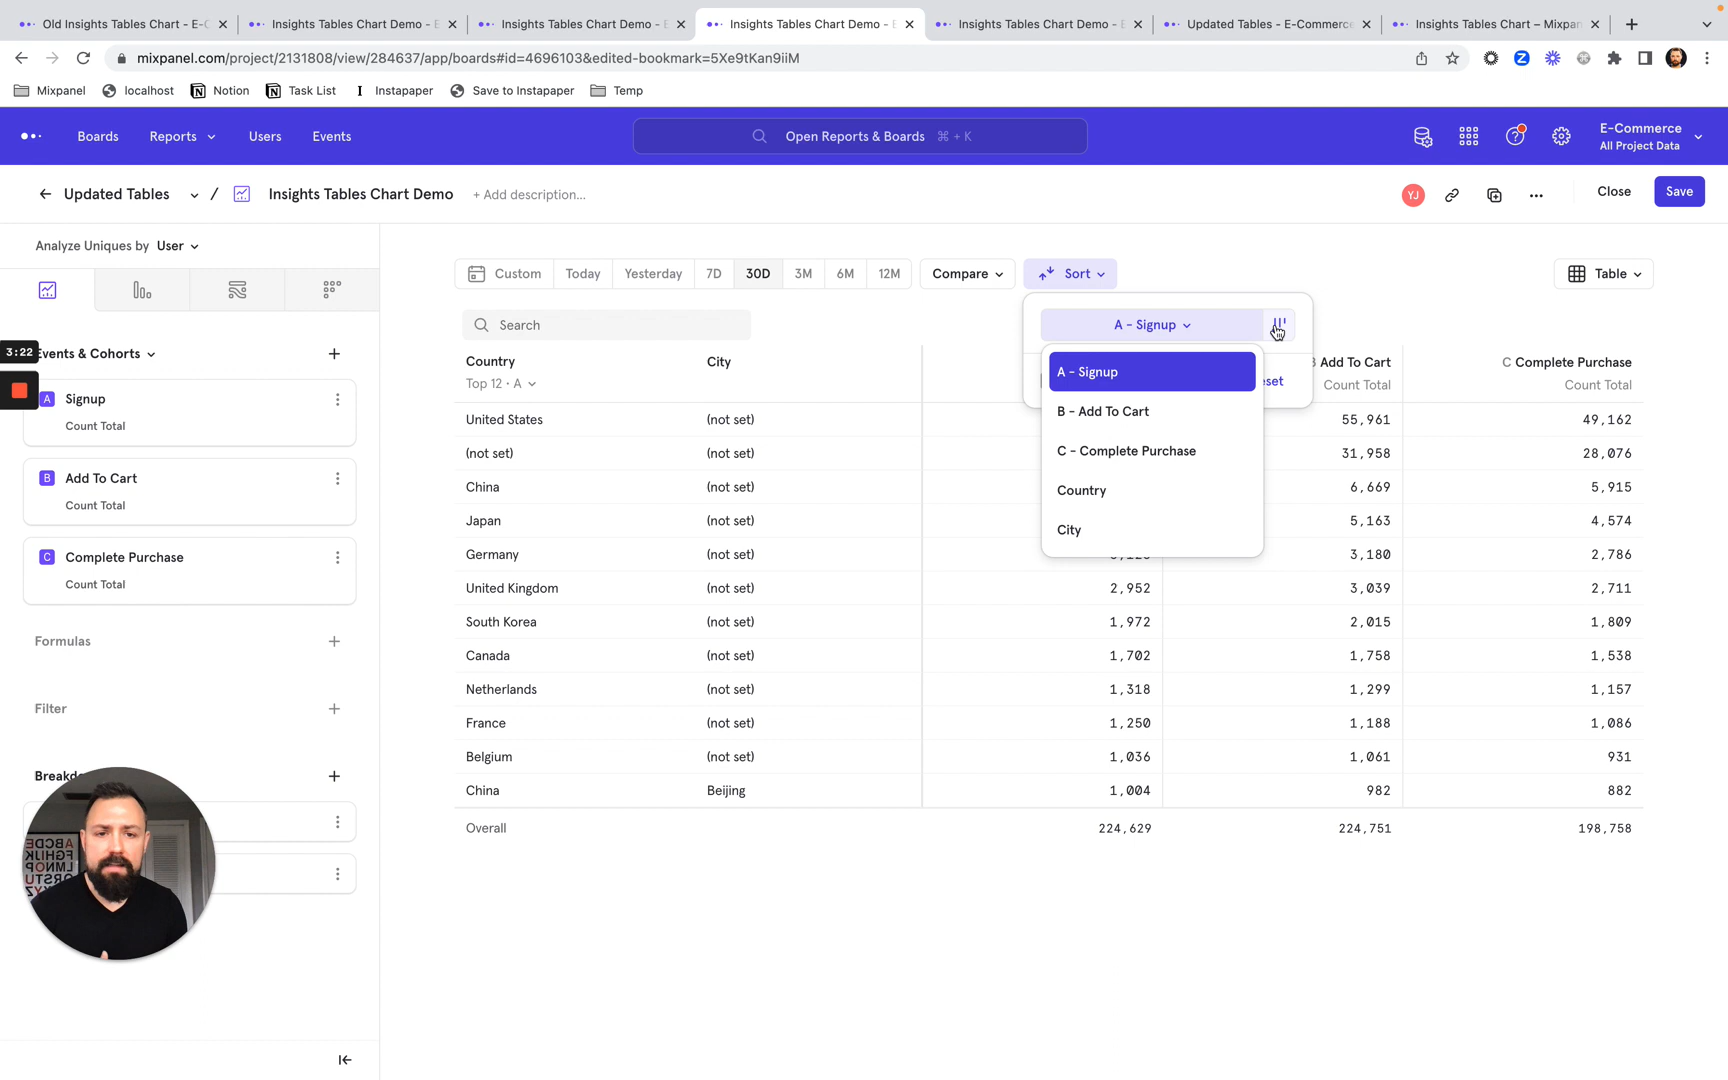 Old Insights Tables Chart - E-C
Insights Tables Chart Demo - E
Insights Tables Chart Demo - E
Insights Tables Chart Demo - E
Insights Tables Chart Demo - E
Updated Tables - E-Commerce
Insights Tables Chart – Mixpan
mixpanel.com/project/2131808/view/284637/app/boards#id=4696103&edited-bookmark=5Xe9tKan9iiM
Mixpanel
localhost
Notion
Task List
Instapaper
Save to Instapaper
Temp
Boards
Reports
Users
Events
Open Reports & Boards ⌘ + K
E-Commerce
All Project Data
Updated Tables / Insights Tables Chart Demo + Add description...
YJ
Close
Save
Analyze Uniques by User
Custom
Today
Yesterday
7D
30D
3M
6M
12M
Compare
Sort
Table
3:22
Events & Cohorts
A Signup
Count Total
B Add To Cart
Count Total
C Complete Purchase
Count Total
Formulas
Filter
Breakd
Search
A - Signup
A - Signup
B - Add To Cart
C - Complete Purchase
Country
City
eset
Country City Add To Cart C Complete Purchase
Top 12 · A Count Total Count Total
United States (not set) 55,961 49,162
(not set) (not set) 31,958 28,076
China (not set) 6,669 5,915
Japan (not set) 5,163 4,574
Germany (not set) 3,180 2,786
United Kingdom (not set) 2,952 3,039 2,711
South Korea (not set) 1,972 2,015 1,809
Canada (not set) 1,702 1,758 1,538
Netherlands (not set) 1,318 1,299 1,157
France (not set) 1,250 1,188 1,086
Belgium (not set) 1,036 1,061 931
China Beijing 1,004 982 882
Overall 224,629 224,751 198,758